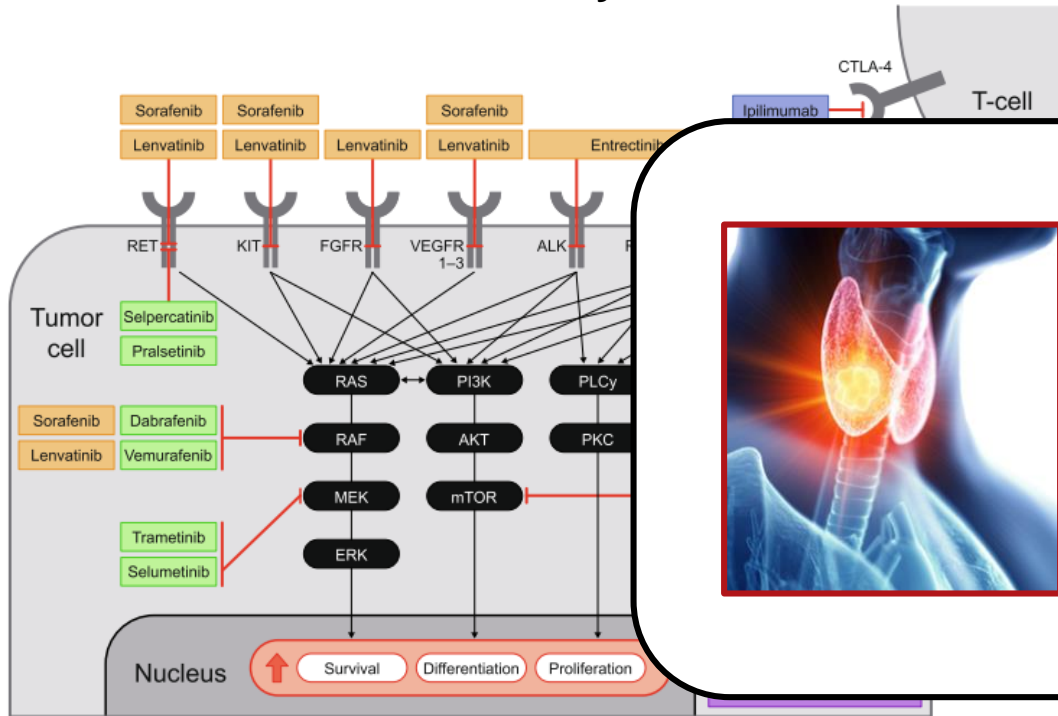 CTLA-4
T-cell
Ipilimumab
Sorafenib
Sorafenib
Sorafenib
Lenvatinib
Lenvatinib
Lenvatinib
Lenvatinib
Entrectinib
RET
KIT
FGFR
VEGFR
1–3
ALK
Tumor
cell
Selpercatinib
Pralsetinib
RAS
PI3K
PLCy
Sorafenib
Dabrafenib
RAF
AKT
PKC
Lenvatinib
Vemurafenib
MEK
mTOR
Trametinib
Selumetinib
ERK
Nucleus
Survival
Differentiation
Proliferation